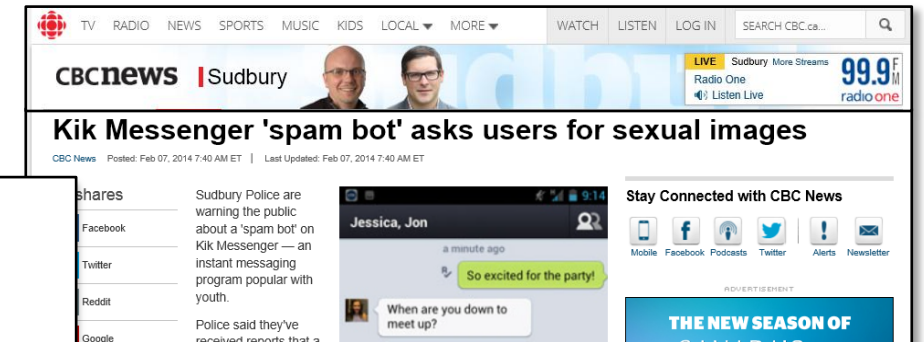 TV RADIO NEWS SPORTS MUSIC KIDS LOCAL MORE WATCH LISTEN LOG IN SEARCH CBC.ca...
CBCnews Sudbury
LIVE Sudbury More Streams
Radio One
Listen Live
99.9 FM
radio one
Kik Messenger 'spam bot' asks users for sexual images
CBC News Posted: Feb 07, 2014 7:40 AM ET | Last Updated: Feb 07, 2014 7:40 AM ET
shares
Facebook
Twitter
Reddit
Google
Sudbury Police are
warning the public
about a 'spam bot' on
Kik Messenger — an
instant messaging
program popular with
youth.
Police said they've
received reports that a
9:14
Jessica, Jon
a minute ago
R
So excited for the party!
When are you down to
meet up?
Stay Connected with CBC News
Mobile Facebook Podcasts Twitter Alerts Newsletter
ADVERTISEMENT
THE NEW SEASON OF